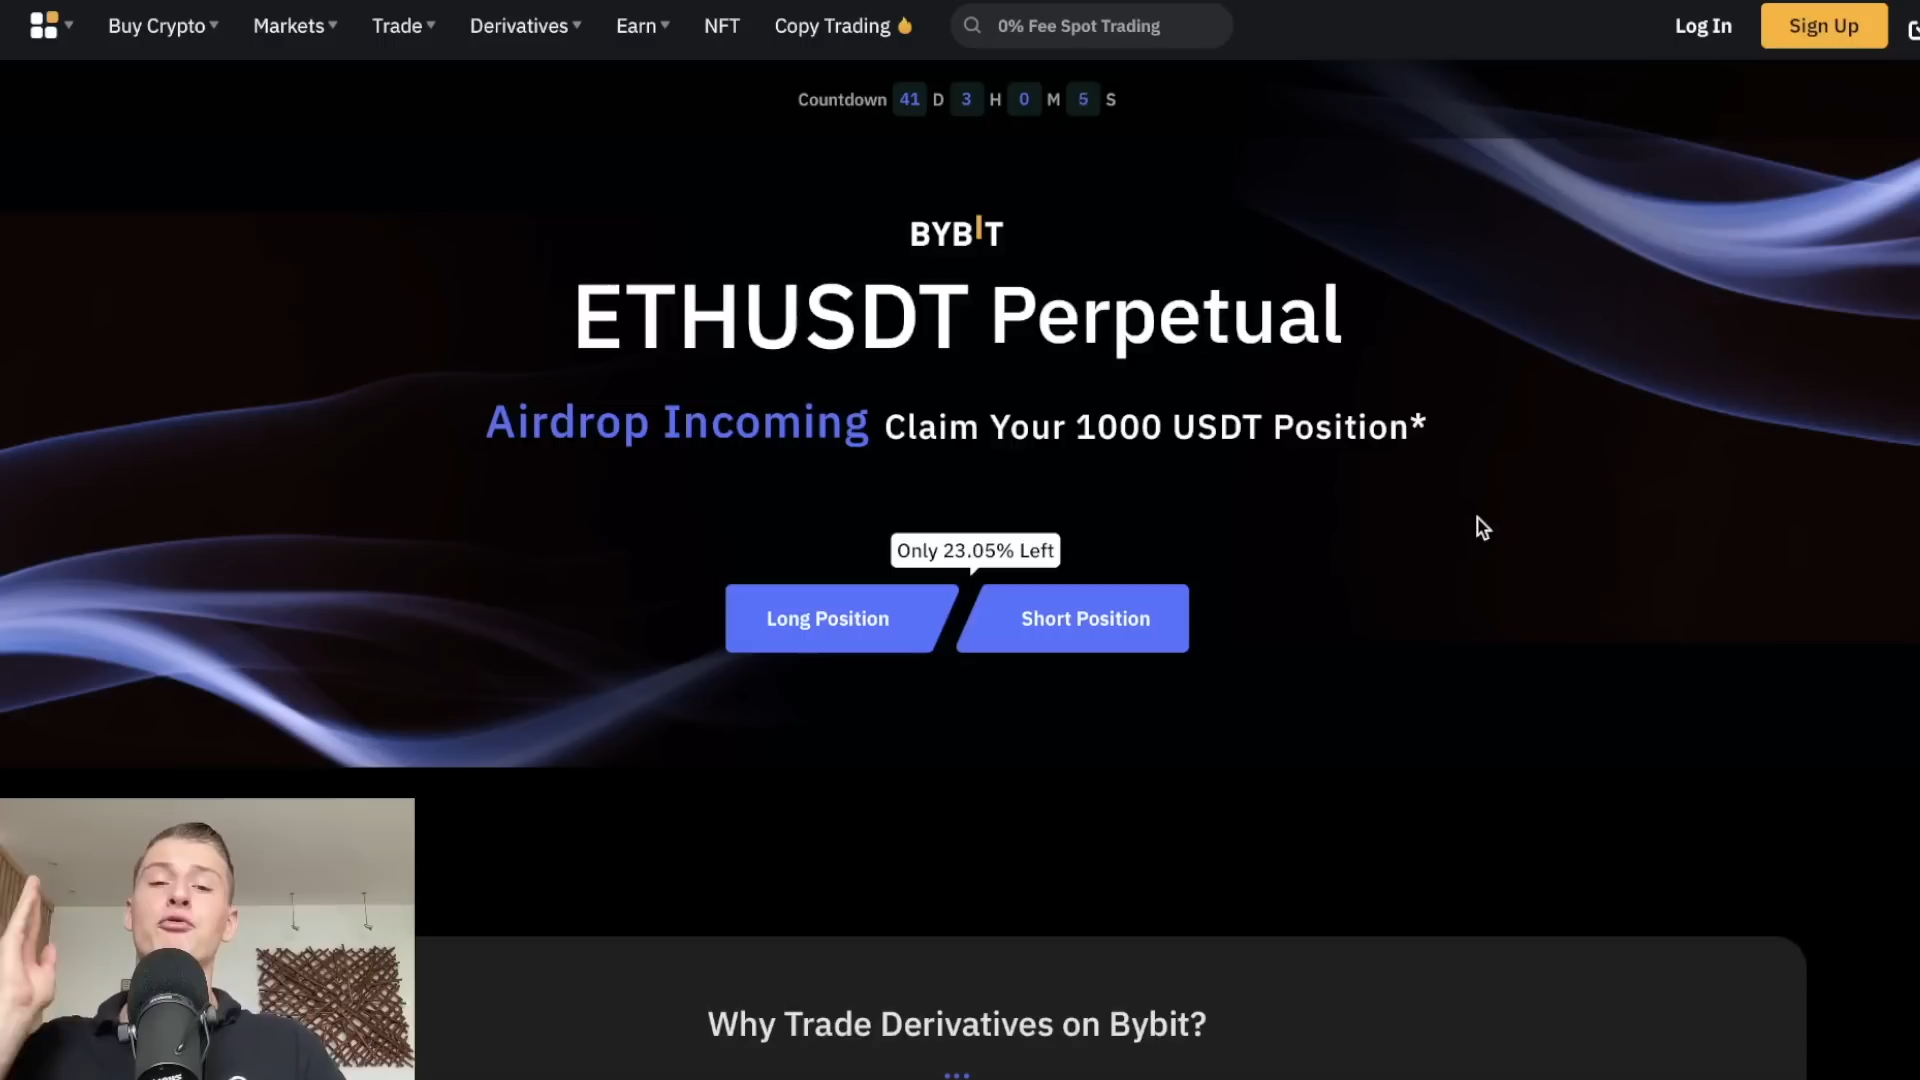 Buy Crypto Markets Trade Derivatives Earn NFT Copy Trading 0% Fee Spot Trading Log In Sign Up
Countdown 41 D 3 H 0 M 5 S
BYBIT
ETHUSDT Perpetual
Airdrop Incoming Claim Your 1000 USDT Position*
Only 23.05% Left
Long Position Short Position
Why Trade Derivatives on Bybit?